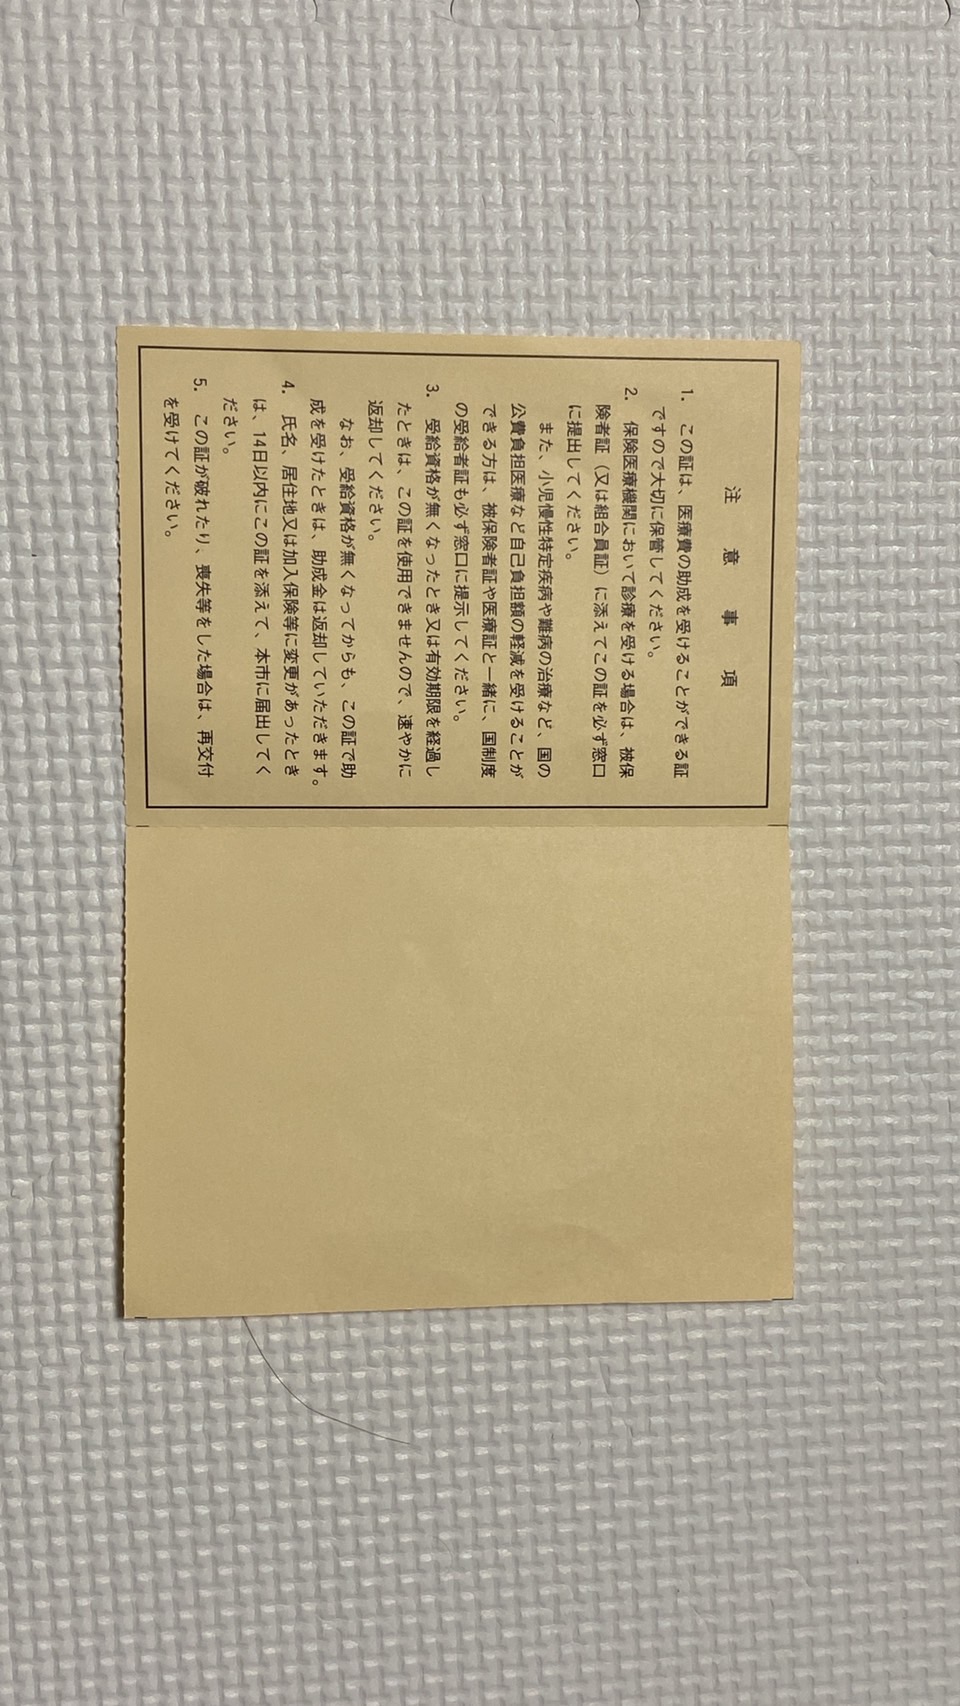 注意事項
1. この証は、医療費の助成を受けることができる証
ですので大切に保管してください。
2. 保険医療機関において診療を受ける場合は、被保
険者証（又は組合員証）に添えてこの証を必ず窓口
に提出してください。
また、小児慢性特定疾病や難病の治療など、国の
公費負担医療など自己負担額の軽減を受けることが
できる方は、被保険者証や医療証と一緒に、国制度
の受給者証も必ず窓口に提示してください。
3. 受給資格が無くなったとき又は有効期限を経過し
たときは、この証を使用できませんので、速やかに
返却してください。
なお、受給資格が無くなってからも、この証で助
成を受けたときは、助成金は返却していただきます。
4. 氏名、居住地又は加入保険等に変更があったとき
は、14日以内にこの証を添えて、本市に届出してく
ださい。
5. この証が破れたり、喪失等をした場合は、再交付
を受けてください。